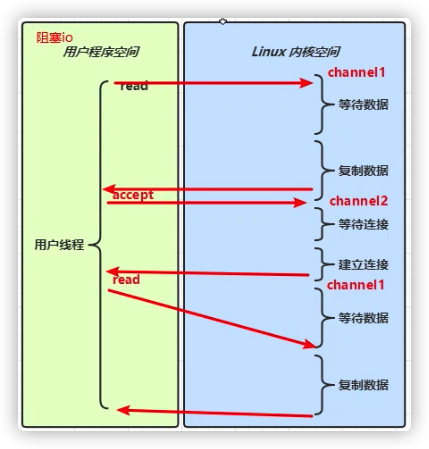 阻塞io
用户程序空间
Linux 内核空间
channel1
read
等待数据
复制数据
accept
channel2
等待连接
用户线程
建立连接
read
channel1
等待数据
复制数据